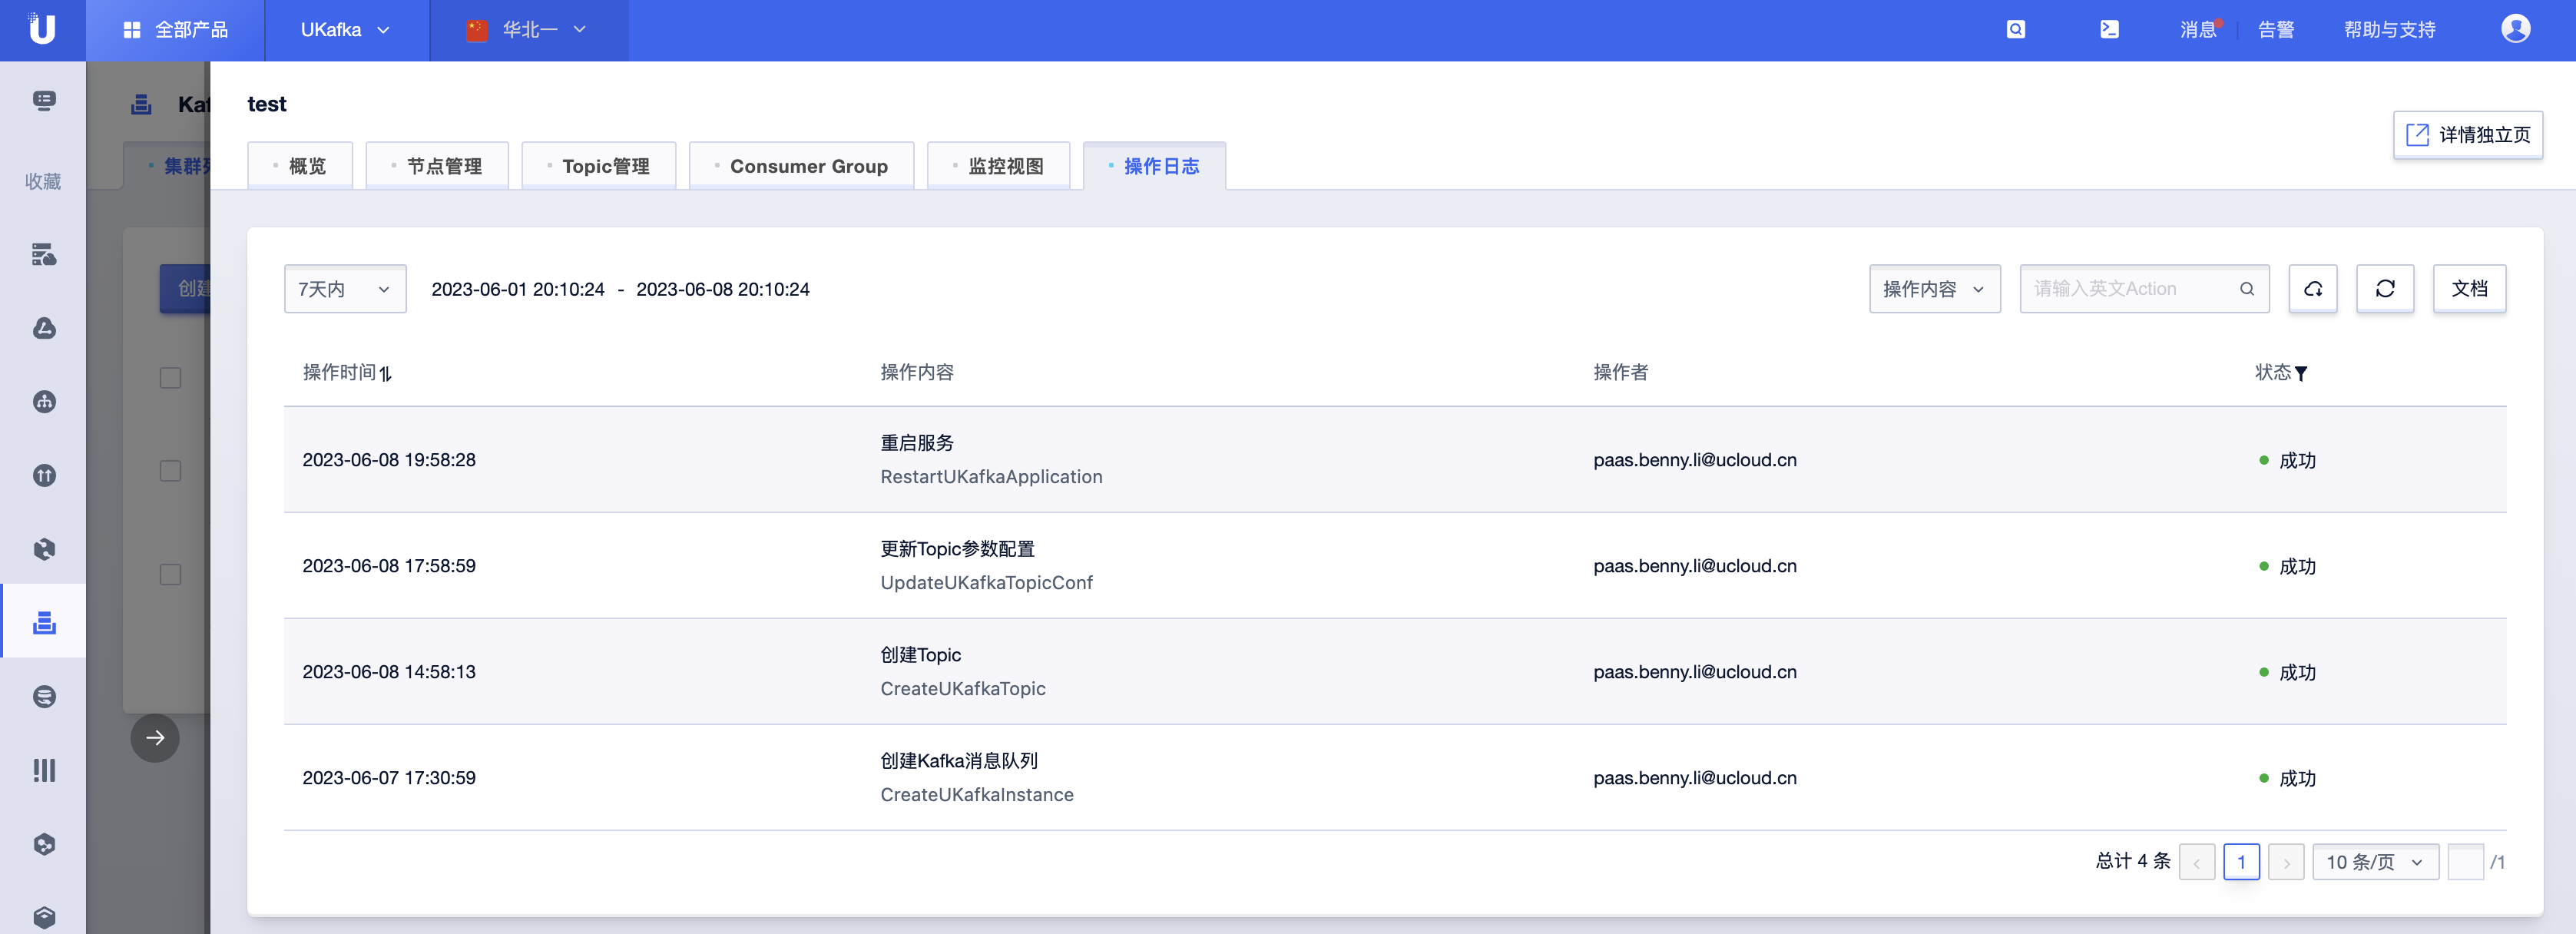 全部产品
UKafka
华北一
消息
告警
帮助与支持
收藏
Kaf
集群
创建
test
详情独立页
概览
节点管理
Topic管理
Consumer Group
监控视图
操作日志
7天内
2023-06-01 20:10:24 - 2023-06-08 20:10:24
操作内容
请输入英文Action
文档
操作时间
操作内容
操作者
状态
2023-06-08 19:58:28
重启服务
RestartUKafkaApplication
paas.benny.li@ucloud.cn
成功
2023-06-08 17:58:59
更新Topic参数配置
UpdateUKafkaTopicConf
paas.benny.li@ucloud.cn
成功
2023-06-08 14:58:13
创建Topic
CreateUKafkaTopic
paas.benny.li@ucloud.cn
成功
2023-06-07 17:30:59
创建Kafka消息队列
CreateUKafkaInstance
paas.benny.li@ucloud.cn
成功
总计 4 条
1
10 条/页
/1